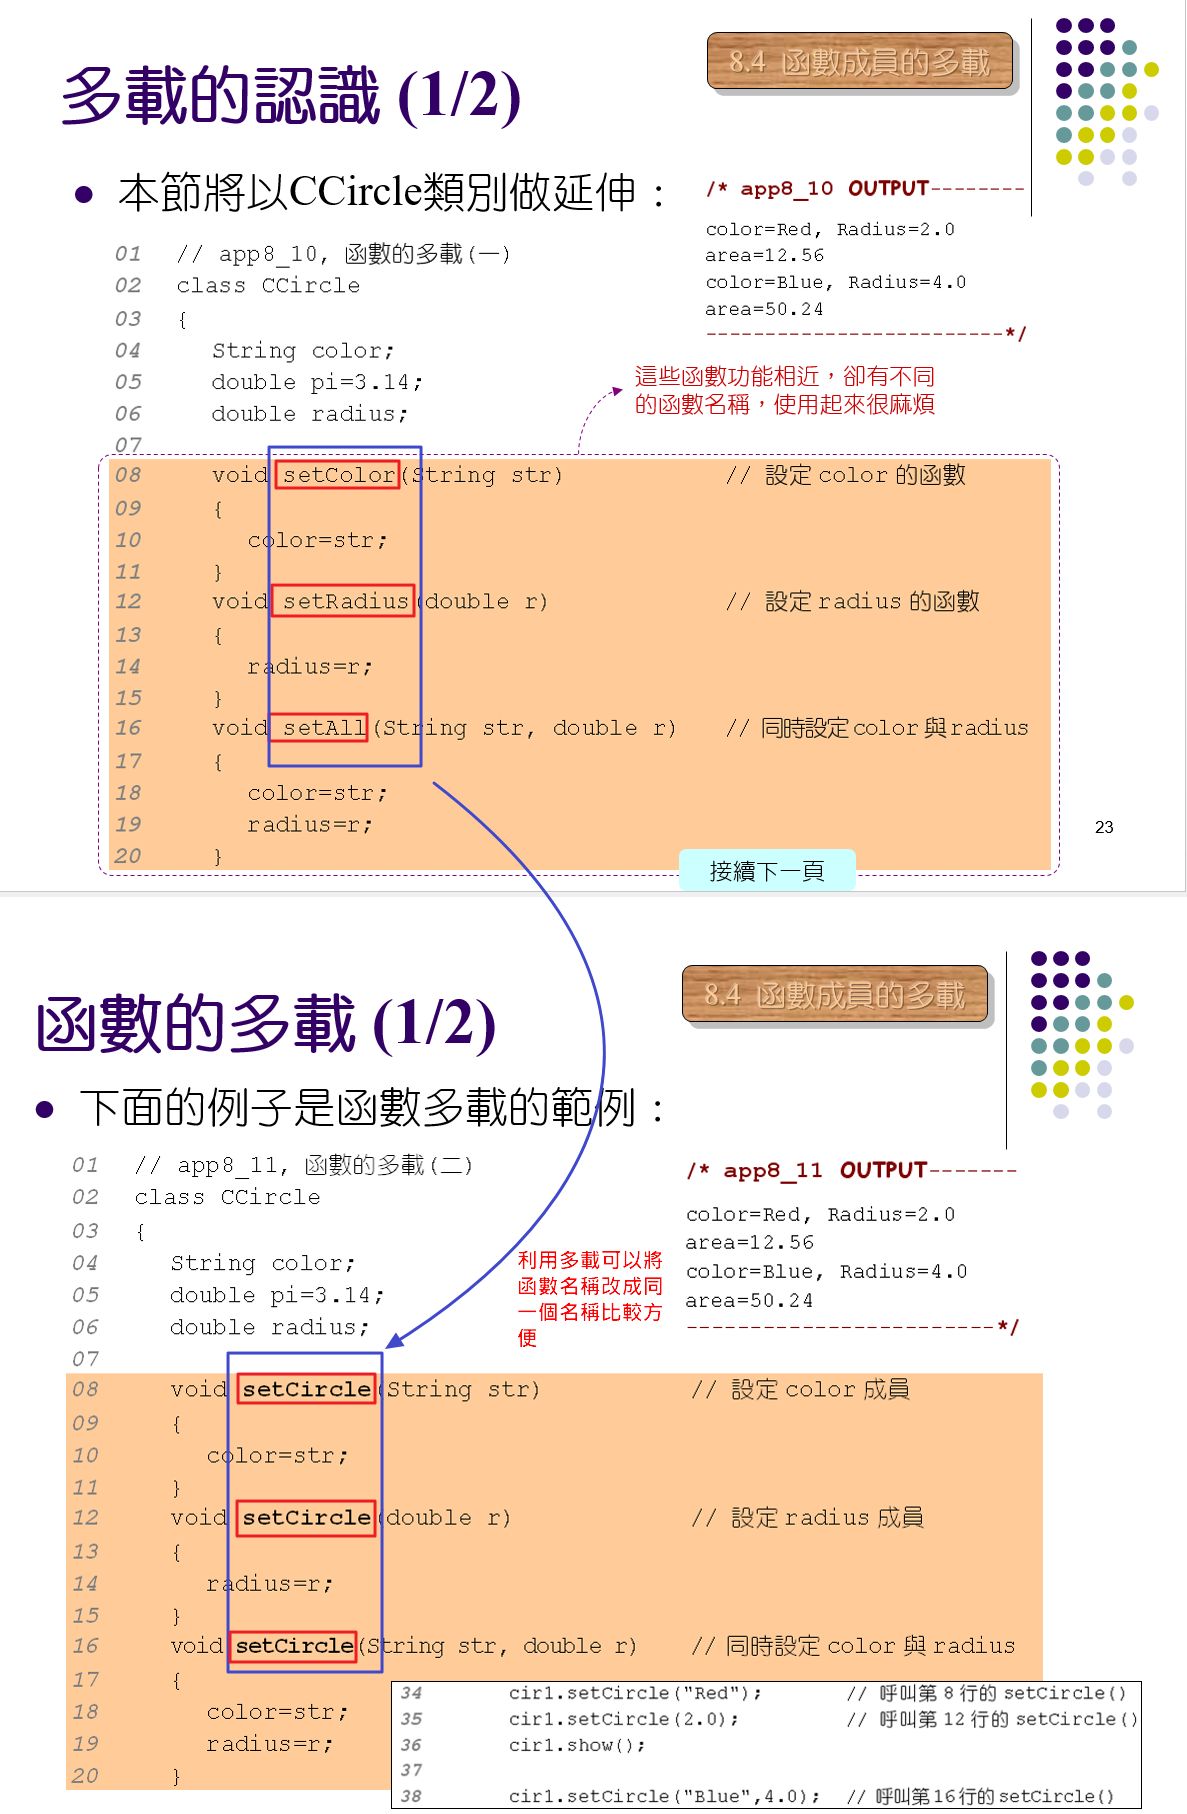 8.4 函數成員的多載
多載的認識 (1/2)
● 本節將以CCircle類別做延伸：
/* app8_10 OUTPUT--------
color=Red, Radius=2.0
area=12.56
color=Blue, Radius=4.0
area=50.24
-------------------------*/
01 // app8_10, 函數的多載(一)
02 class CCircle
03 {
04 String color;
05 double pi=3.14;
06 double radius;
07
這些函數功能相近，卻有不同
的函數名稱，使用起來很麻煩
08 void setColor(String str) // 設定 color 的函數
09 {
10 color=str;
11 }
12 void setRadius(double r) // 設定 radius 的函數
13 {
14 radius=r;
15 }
16 void setAll(String str, double r) // 同時設定color 與radius
17 {
18 color=str;
19 radius=r;
20 }
23
接續下一頁
8.4 函數成員的多載
函數的多載 (1/2)
● 下面的例子是函數多載的範例：
/* app8_11 OUTPUT-------
color=Red, Radius=2.0
area=12.56
color=Blue, Radius=4.0
area=50.24
------------------------*/
01 // app8_11, 函數的多載(二)
02 class CCircle
03 {
04 String color;
05 double pi=3.14;
06 double radius;
07
利用多載可以將
函數名稱改成同
一個名稱比較方
便
08 void setCircle(String str) // 設定 color 成員
09 {
10 color=str;
11 }
12 void setCircle(double r) // 設定 radius 成員
13 {
14 radius=r;
15 }
16 void setCircle(String str, double r) // 同時設定 color 與 radius
17 {
18 color=str;
19 radius=r;
20 }
34 cir1.setCircle("Red"); // 呼叫第 8 行的 setCircle()
35 cir1.setCircle(2.0); // 呼叫第 12 行的 setCircle()
36 cir1.show();
37
38 cir1.setCircle("Blue",4.0); // 呼叫第16行的 setCircle()